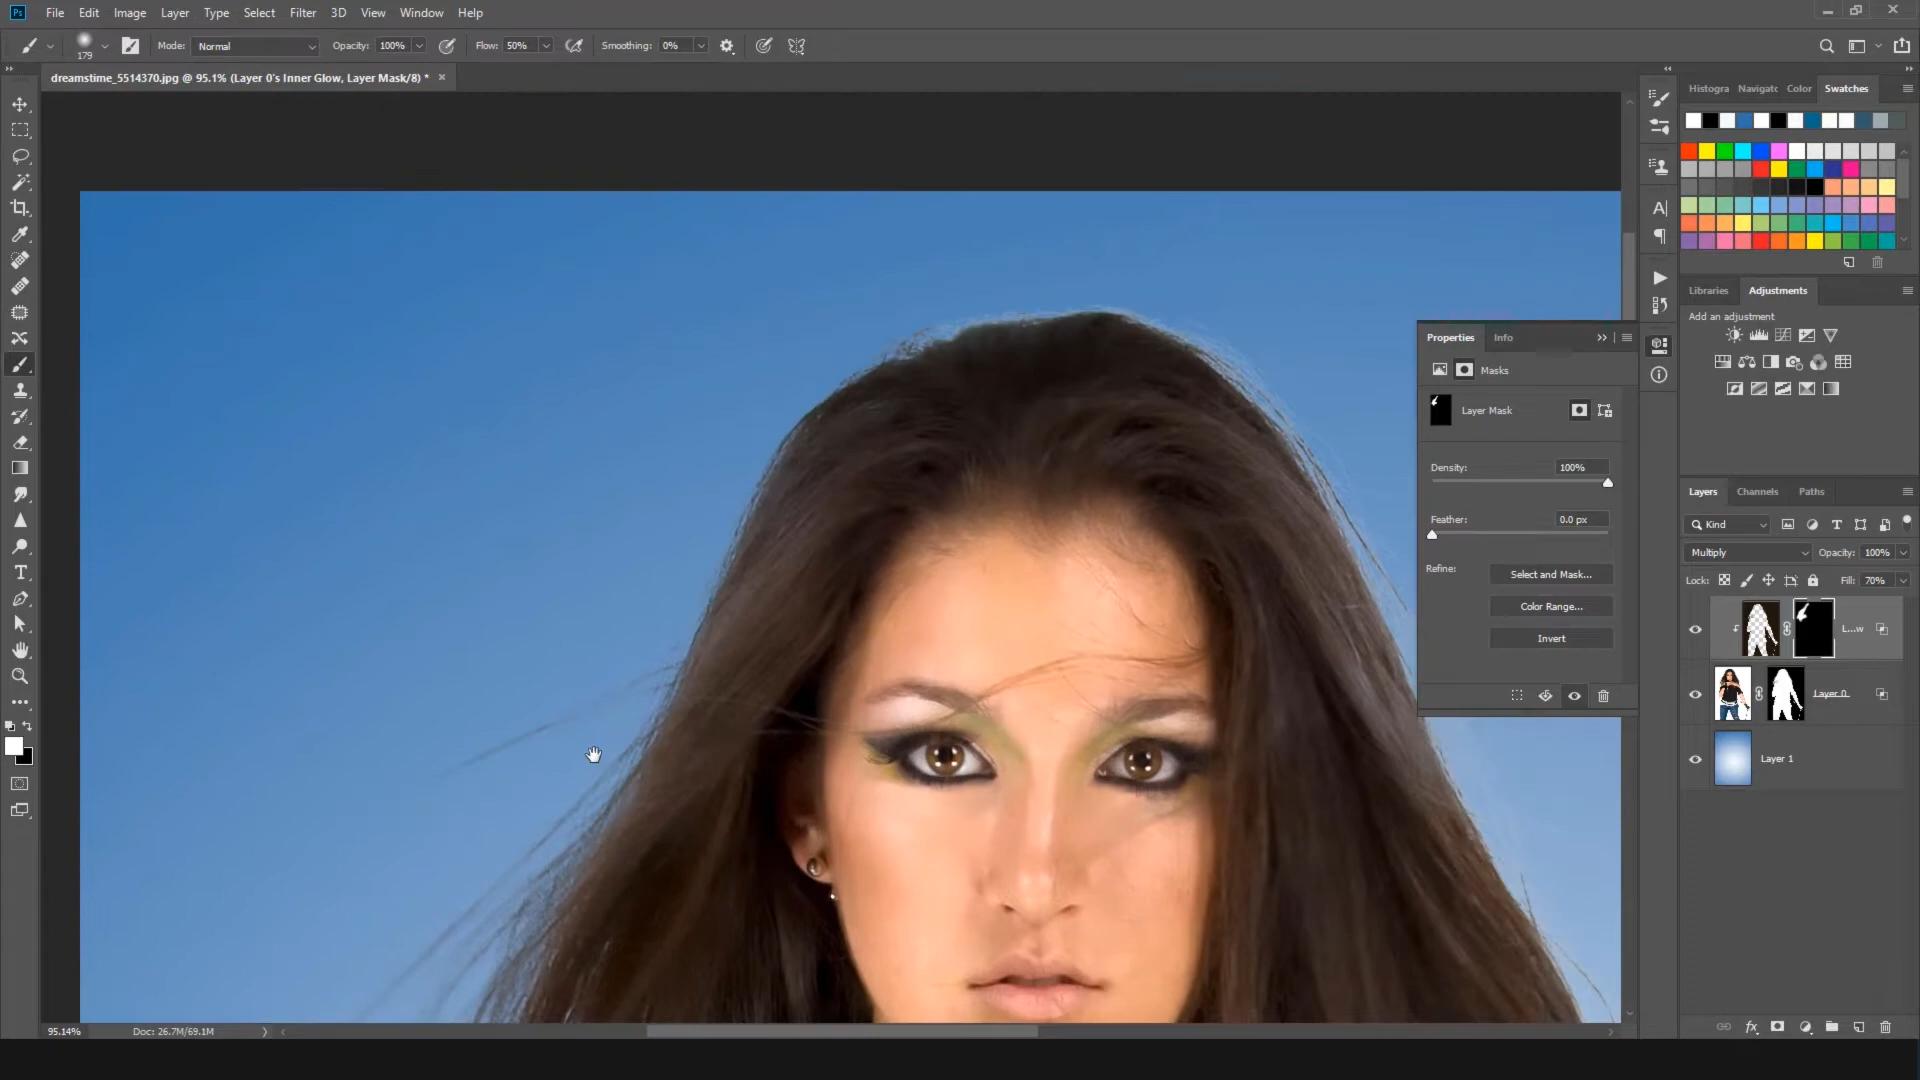 Ps File Edit Image Layer Type Select Filter 3D View Window Help
179 Mode: Normal Opacity: 100% Flow: 50% Smoothing: 0%
dreamstime_5514370.jpg @ 95.1% (Layer 0's Inner Glow, Layer Mask/8) * ×
Histogra Navigatc Color Swatches
Libraries Adjustments
Add an adjustment
Properties Info
Masks
Layer Mask
Density: 100%
Feather: 0.0 px
Refine: Select and Mask...
Color Range...
Invert
Layers Channels Paths
Kind
Multiply Opacity: 100%
Lock: Fill: 70%
L...w
Layer 0
Layer 1
95.14% Doc: 26.7M/69.1M